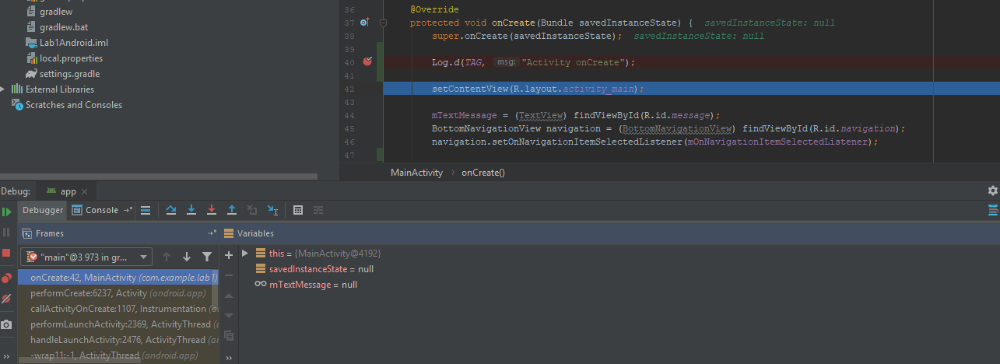 gradlew
gradlew.bat
Lab1Android.iml
local.properties
settings.gradle
External Libraries
Scratches and Consoles
36 @Override
37 protected void onCreate(Bundle savedInstanceState) { savedInstanceState: null
38 super.onCreate(savedInstanceState); savedInstanceState: null
39
40 Log.d(TAG, msg: "Activity onCreate");
41
42 setContentView(R.layout.activity_main);
43
44 mTextMessage = (TextView) findViewById(R.id.message);
45 BottomNavigationView navigation = (BottomNavigationView) findViewById(R.id.navigation);
46 navigation.setOnNavigationItemSelectedListener(mOnNavigationItemSelectedListener);
47
MainActivity › onCreate()
Debug: app
Debugger Console
Frames
Variables
"main"@3 973 in gr...
onCreate:42, MainActivity (com.example.lab1)
performCreate:6237, Activity (android.app)
callActivityOnCreate:1107, Instrumentation
performLaunchActivity:2369, ActivityThread
handleLaunchActivity:2476, ActivityThread
-wrap11:-1, ActivityThread (android.app)
this = {MainActivity@4192}
savedInstanceState = null
mTextMessage = null